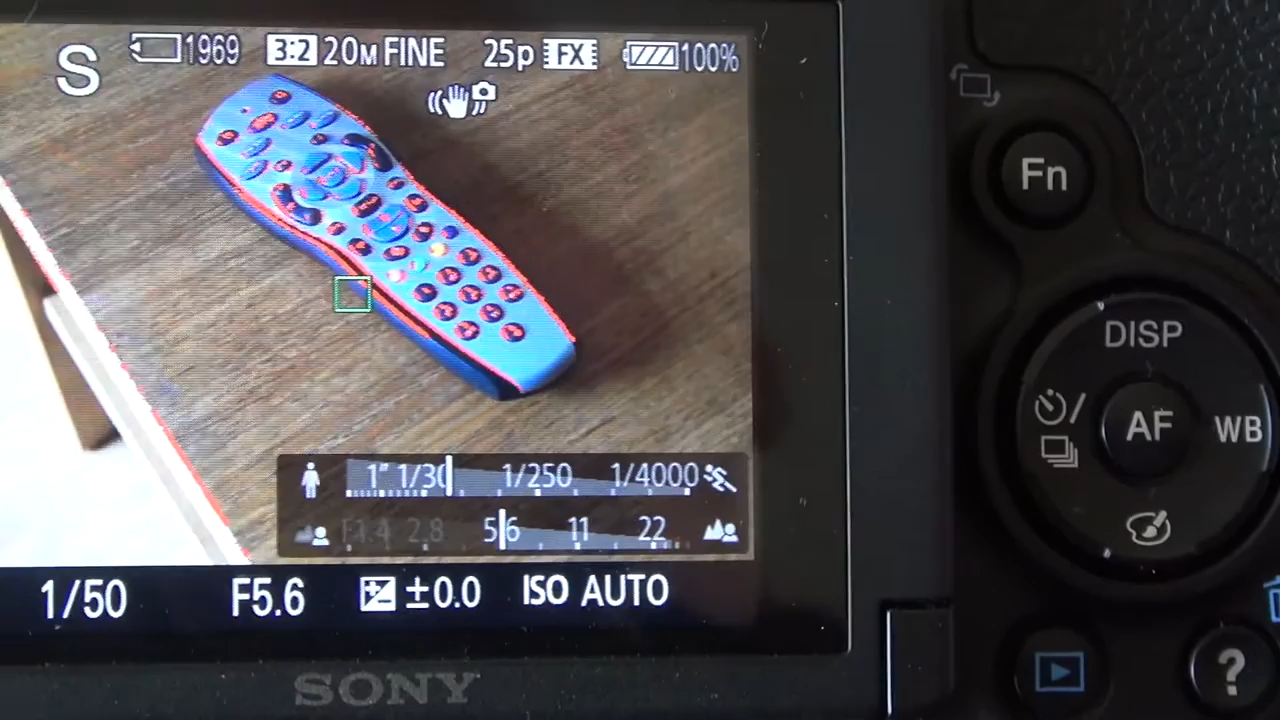 S 1969 3:2 20M FINE 25p FX 100%
1" 1/30 1/250 1/4000
F1.4 2.8 5.6 11 22
1/50 F5.6 ±0.0 ISO AUTO
SONY
Fn
DISP
AF
WB
?